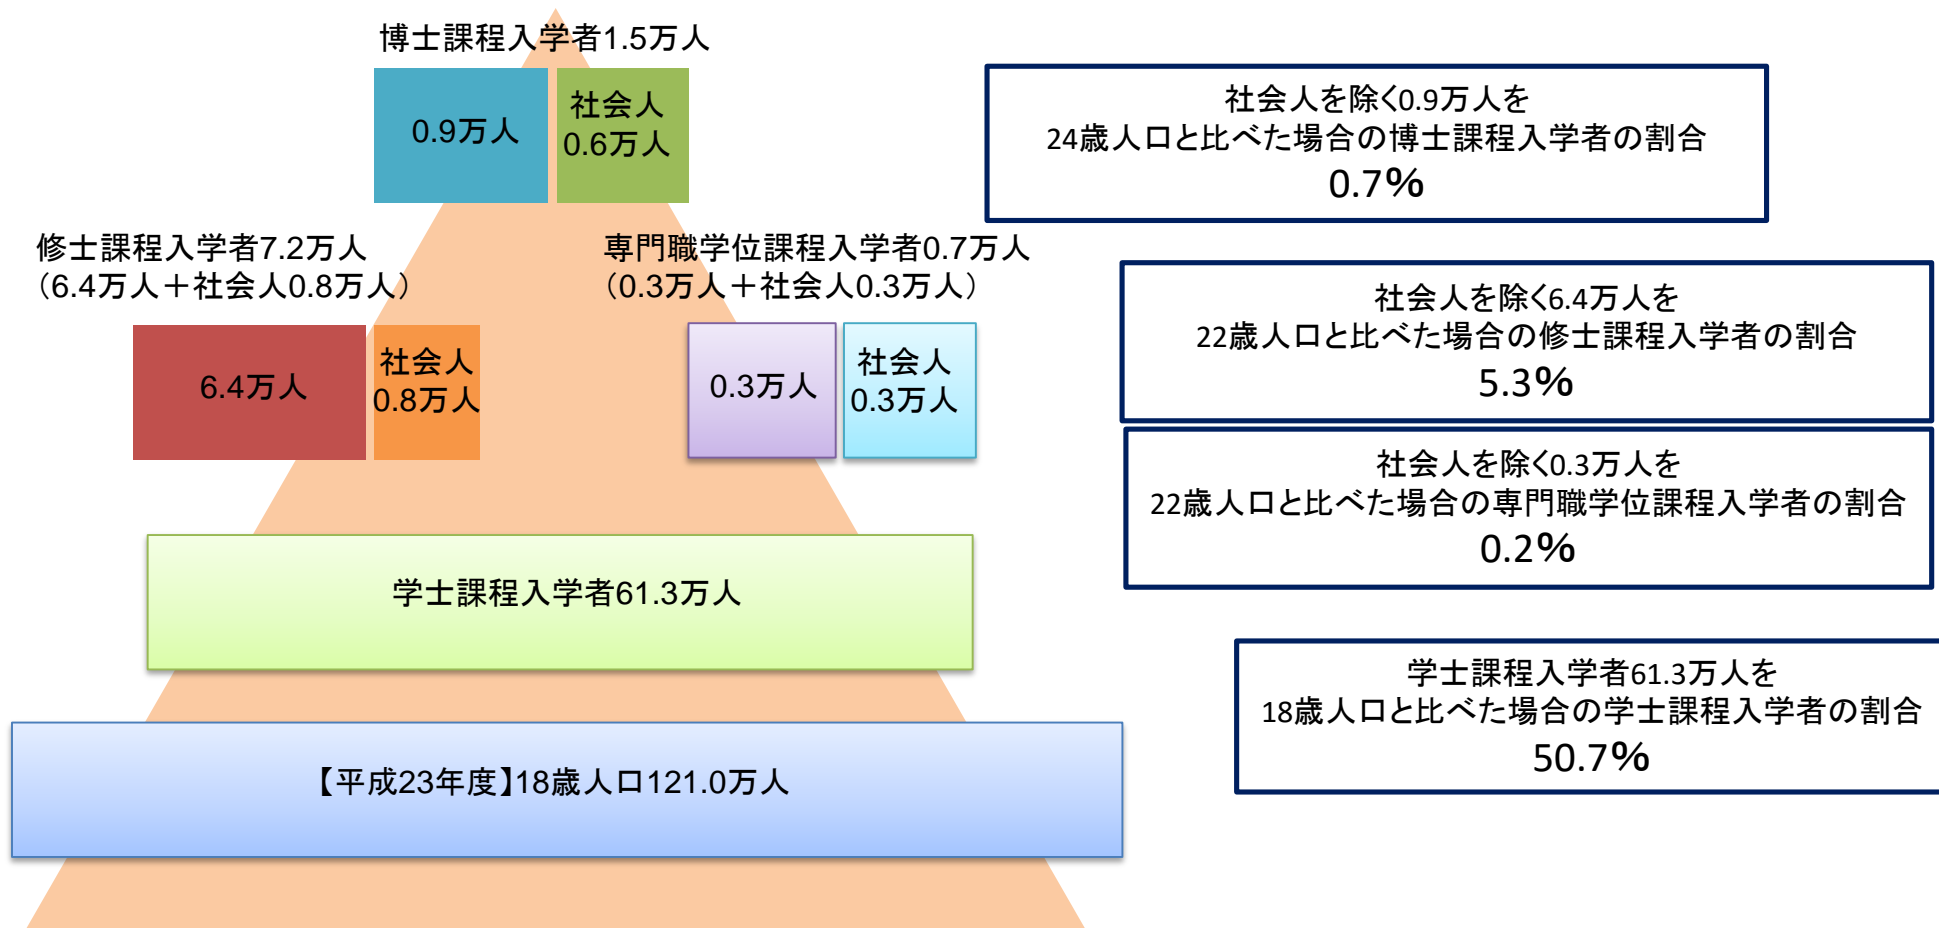 博士課程入学者1.5万人
0.9万人
社会人
0.6万人
社会人を除く0.9万人を
24歳人口と比べた場合の博士課程入学者の割合
0.7%
修士課程入学者7.2万人
（6.4万人＋社会人0.8万人）
専門職学位課程入学者0.7万人
（0.3万人＋社会人0.3万人）
6.4万人
社会人
0.8万人
0.3万人
社会人
0.3万人
社会人を除く6.4万人を
22歳人口と比べた場合の修士課程入学者の割合
5.3%
社会人を除く0.3万人を
22歳人口と比べた場合の専門職学位課程入学者の割合
0.2%
学士課程入学者61.3万人
学士課程入学者61.3万人を
18歳人口と比べた場合の学士課程入学者の割合
50.7%
【平成23年度】18歳人口121.0万人